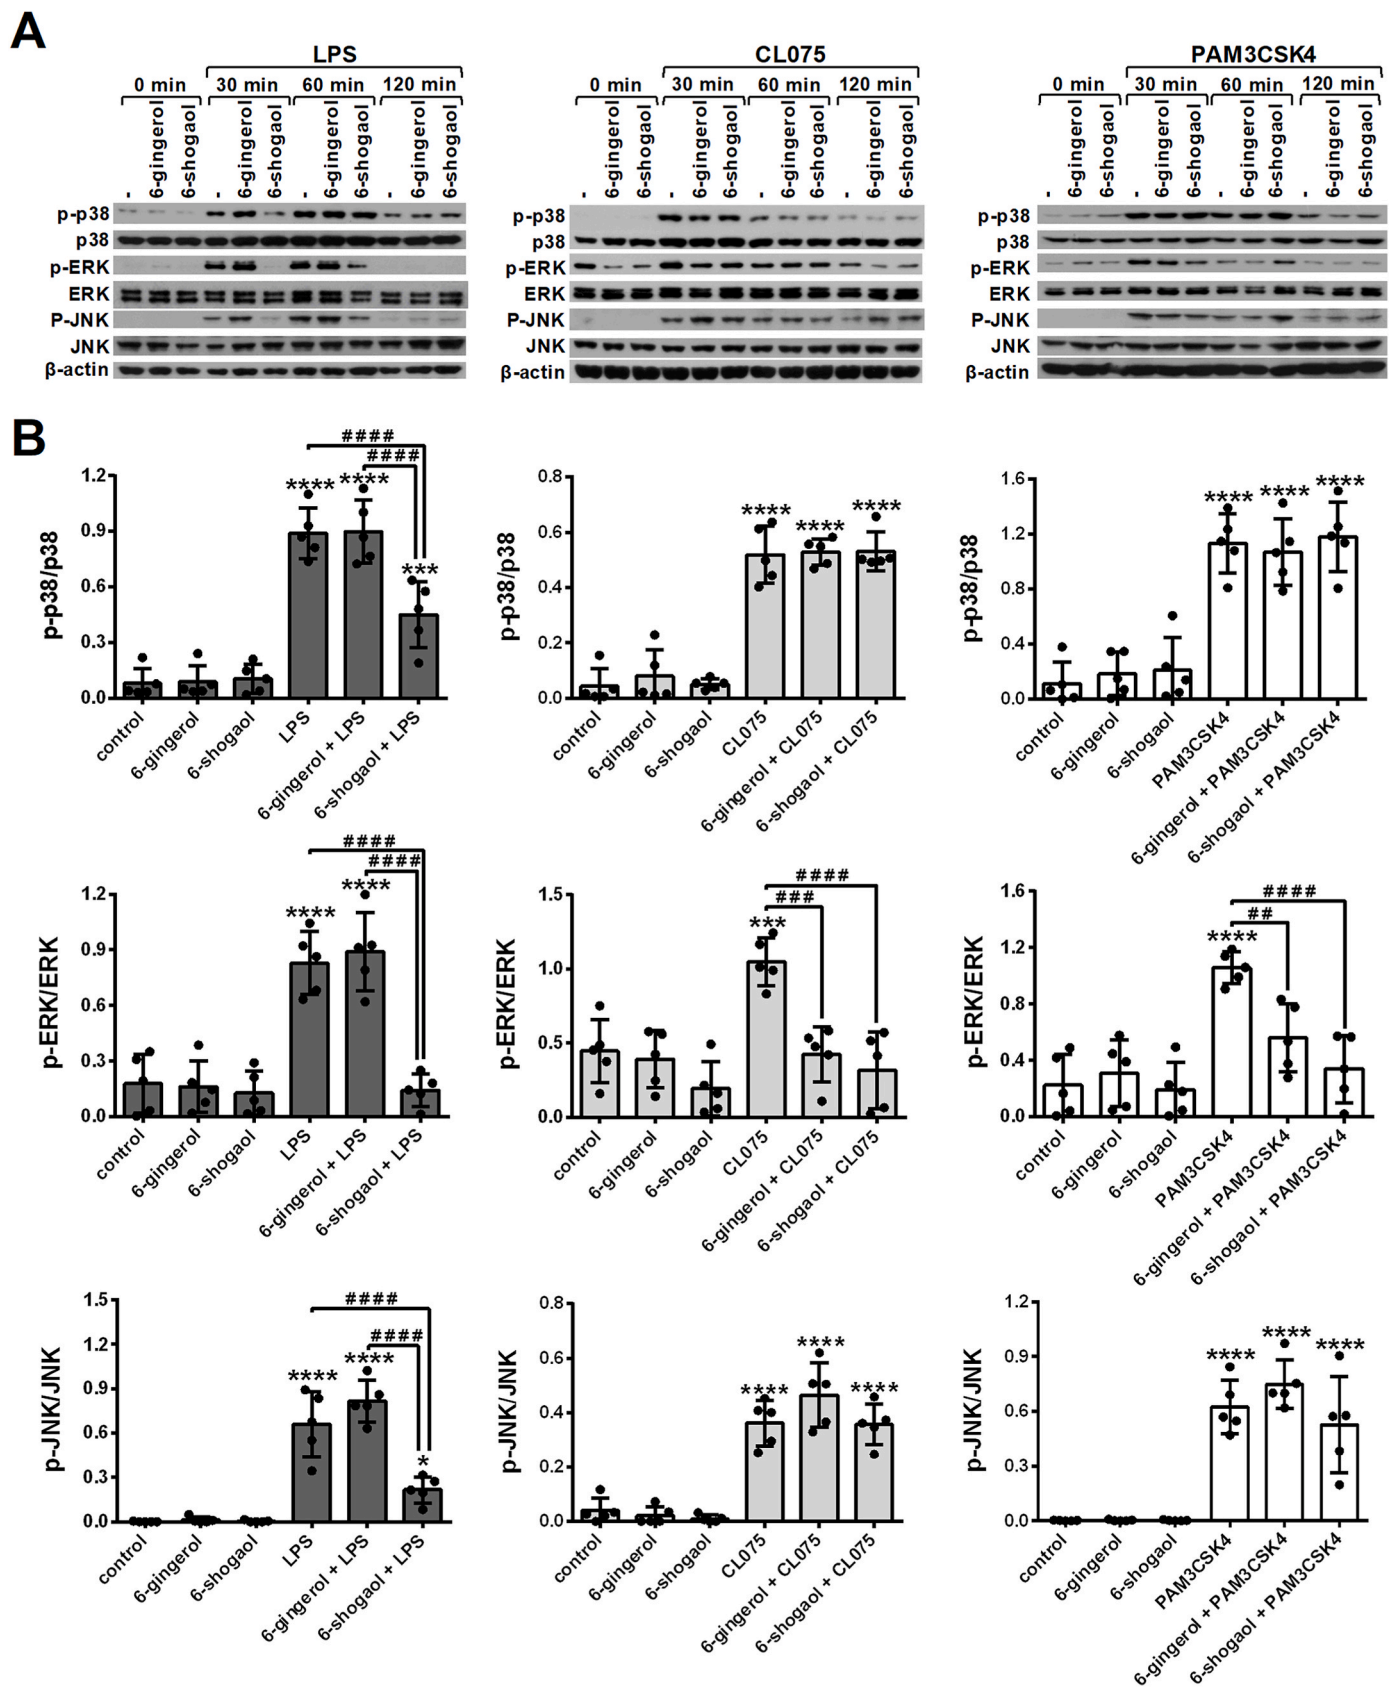 A
LPS
0 min 30 min 60 min 120 min
- 6-gingerol 6-shogaol - 6-gingerol 6-shogaol - 6-gingerol 6-shogaol - 6-gingerol 6-shogaol
p-p38
p38
p-ERK
ERK
P-JNK
JNK
β-actin
CL075
0 min 30 min 60 min 120 min
- 6-gingerol 6-shogaol - 6-gingerol 6-shogaol - 6-gingerol 6-shogaol - 6-gingerol 6-shogaol
p-p38
p38
p-ERK
ERK
P-JNK
JNK
β-actin
PAM3CSK4
0 min 30 min 60 min 120 min
- 6-gingerol 6-shogaol - 6-gingerol 6-shogaol - 6-gingerol 6-shogaol - 6-gingerol 6-shogaol
p-p38
p38
p-ERK
ERK
P-JNK
JNK
β-actin
B
p-p38/p38
1.2
0.9
0.6
0.3
0.0
####
####
**** **** ***
control
6-gingerol
6-shogaol
LPS
6-gingerol + LPS
6-shogaol + LPS
p-p38/p38
0.8
0.6
0.4
0.2
0.0
**** **** ****
control
6-gingerol
6-shogaol
CL075
6-gingerol + CL075
6-shogaol + CL075
p-p38/p38
1.6
1.2
0.8
0.4
0.0
**** **** ****
control
6-gingerol
6-shogaol
PAM3CSK4
6-gingerol + PAM3CSK4
6-shogaol + PAM3CSK4
p-ERK/ERK
1.2
0.9
0.6
0.3
0.0
####
####
**** ****
control
6-gingerol
6-shogaol
LPS
6-gingerol + LPS
6-shogaol + LPS
p-ERK/ERK
1.5
1.0
0.5
0.0
####
###
***
control
6-gingerol
6-shogaol
CL075
6-gingerol + CL075
6-shogaol + CL075
p-ERK/ERK
1.6
1.2
0.8
0.4
0.0
####
##
****
control
6-gingerol
6-shogaol
PAM3CSK4
6-gingerol + PAM3CSK4
6-shogaol + PAM3CSK4
p-JNK/JNK
1.5
1.2
0.9
0.6
0.3
0.0
####
####
**** **** *
control
6-gingerol
6-shogaol
LPS
6-gingerol + LPS
6-shogaol + LPS
p-JNK/JNK
0.8
0.6
0.4
0.2
0.0
**** **** ****
control
6-gingerol
6-shogaol
CL075
6-gingerol + CL075
6-shogaol + CL075
p-JNK/JNK
1.2
0.9
0.6
0.3
0.0
**** **** ****
control
6-gingerol
6-shogaol
PAM3CSK4
6-gingerol + PAM3CSK4
6-shogaol + PAM3CSK4